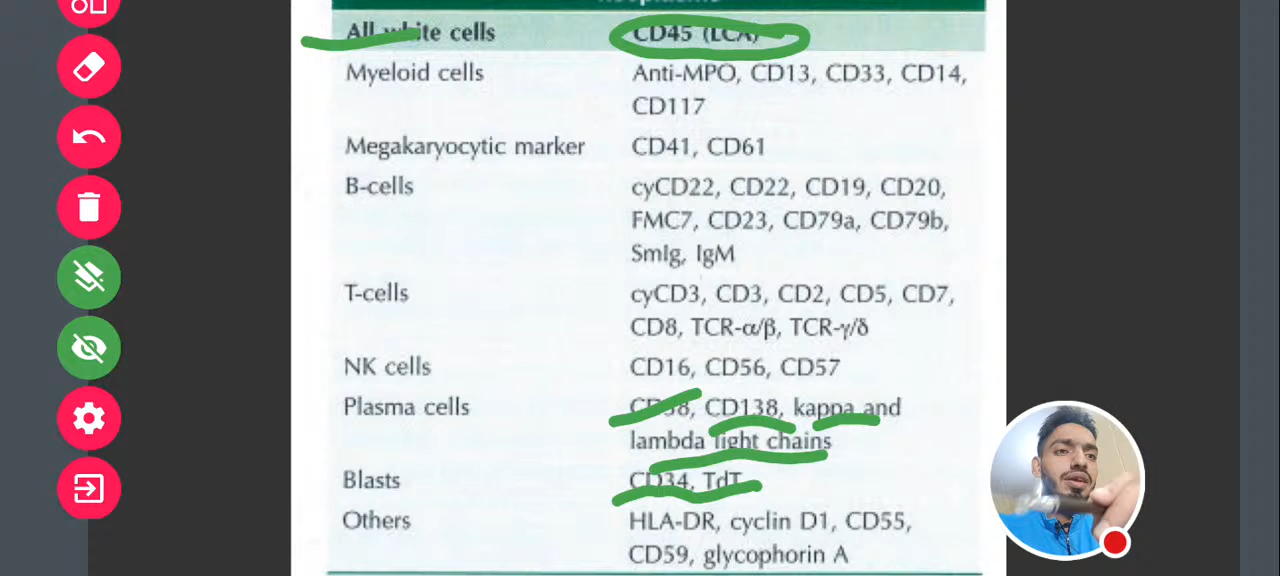 All white cells CD45 (LCA)
Myeloid cells Anti-MPO, CD13, CD33, CD14,
CD117
Megakaryocytic marker CD41, CD61
B-cells cyCD22, CD22, CD19, CD20,
FMC7, CD23, CD79a, CD79b,
SmIg, IgM
T-cells cyCD3, CD3, CD2, CD5, CD7,
CD8, TCR-α/β, TCR-γ/δ
NK cells CD16, CD56, CD57
Plasma cells CD38, CD138, kappa and
lambda light chains
Blasts CD34, TdT
Others HLA-DR, cyclin D1, CD55,
CD59, glycophorin A